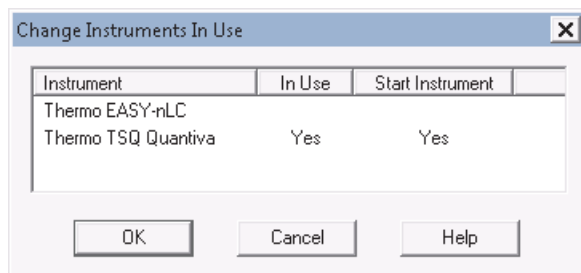 Change Instruments In Use
Instrument In Use Start Instrument
Thermo EASY-nLC
Thermo TSQ Quantiva Yes Yes
OK Cancel Help